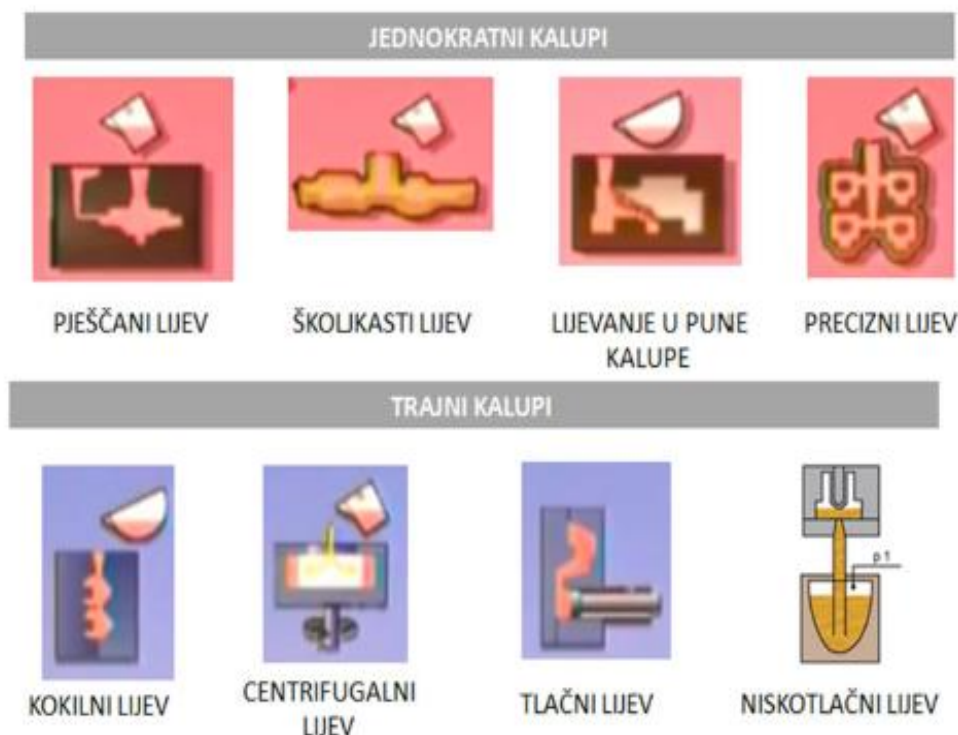 JEDNOKRATNI KALUPI
PJEŠČANI LIJEV
ŠKOLJKASTI LIJEV
LIJEVANJE U PUNE
KALUPE
PRECIZNI LIJEV
TRAJNI KALUPI
p 1
KOKILNI LIJEV
CENTRIFUGALNI
LIJEV
TLAČNI LIJEV
NISKOTLAČNI LIJEV